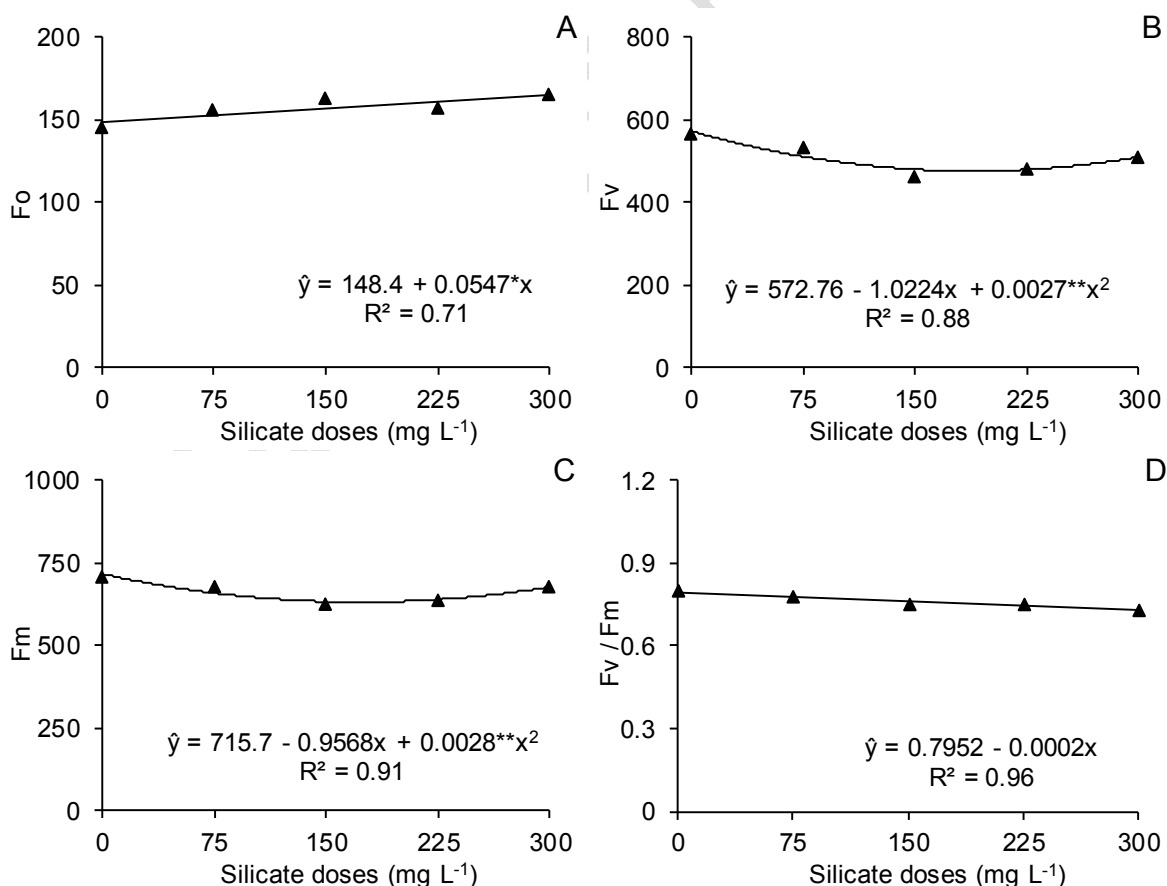 A
200
150
100
50
0
Fo
ŷ = 148.4 + 0.0547*x
R² = 0.71
0 75 150 225 300
Silicate doses (mg L⁻¹)
B
800
600
400
200
0
Fv
ŷ = 572.76 - 1.0224x + 0.0027**x²
R² = 0.88
0 75 150 225 300
Silicate doses (mg L⁻¹)
C
1000
750
500
250
0
Fm
ŷ = 715.7 - 0.9568x + 0.0028**x²
R² = 0.91
0 75 150 225 300
Silicate doses (mg L⁻¹)
D
1.2
0.9
0.6
0.3
0
Fv / Fm
ŷ = 0.7952 - 0.0002x
R² = 0.96
0 75 150 225 300
Silicate doses (mg L⁻¹)